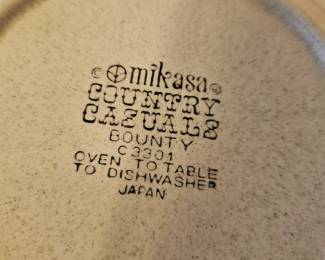 © mikasa®
COUNTRY
CASUALS
BOUNTY
C3301
OVEN TO TABLE
TO DISHWASHER
JAPAN